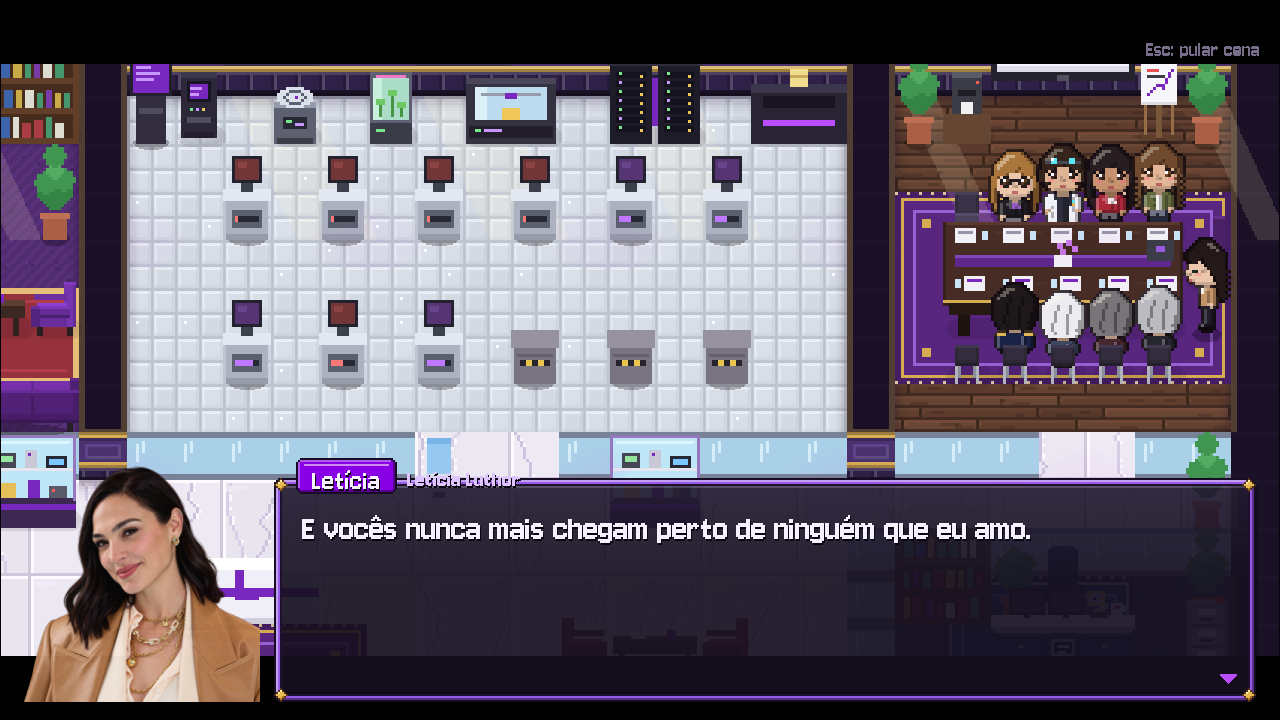 Esc: pular cena
Letícia
Letícia Luthor
E vocês nunca mais chegam perto de ninguém que eu amo.